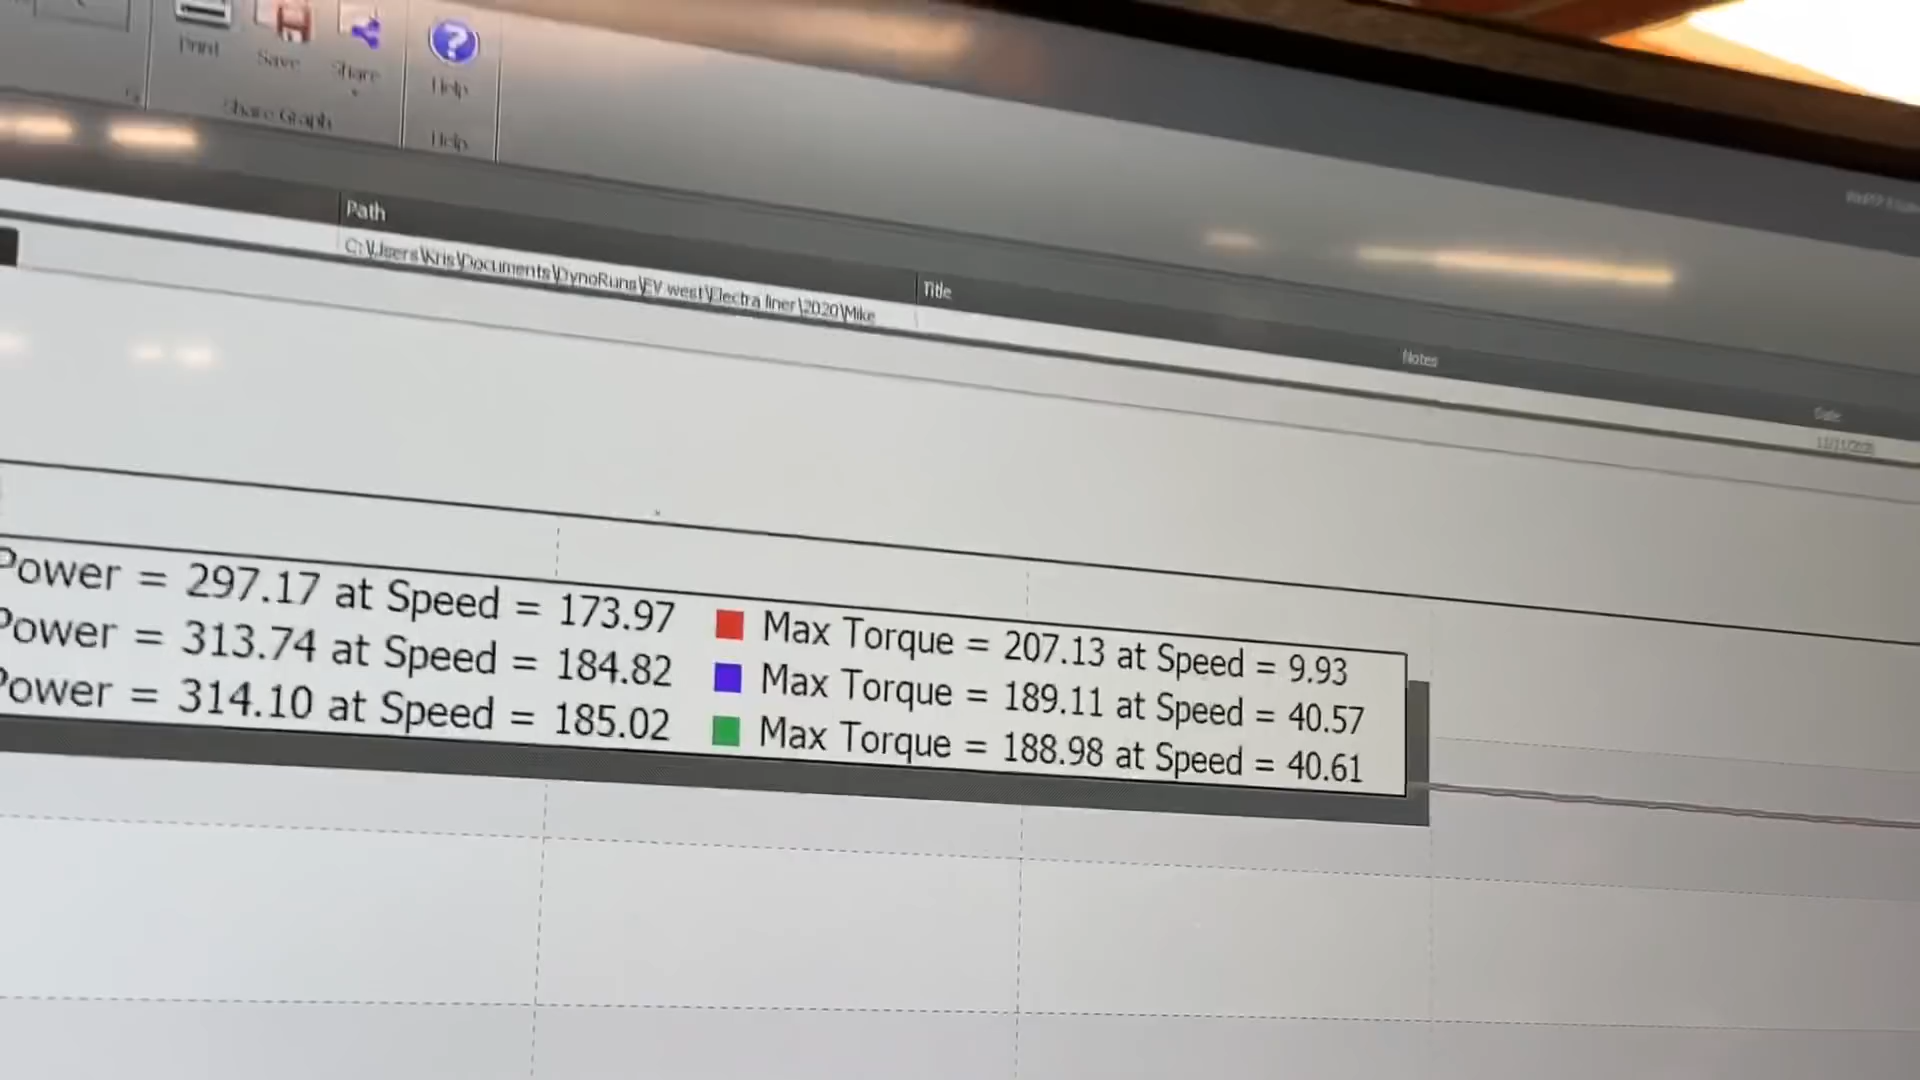 Print
Save
Share
Help
Share Graph
Help
Path
C:\Users\Kris\Documents\DynoRuns\EV west\Electra liner\2020\Mike
Title
Notes
Date
Power = 297.17 at Speed = 173.97 Max Torque = 207.13 at Speed = 9.93
Power = 313.74 at Speed = 184.82 Max Torque = 189.11 at Speed = 40.57
Power = 314.10 at Speed = 185.02 Max Torque = 188.98 at Speed = 40.61